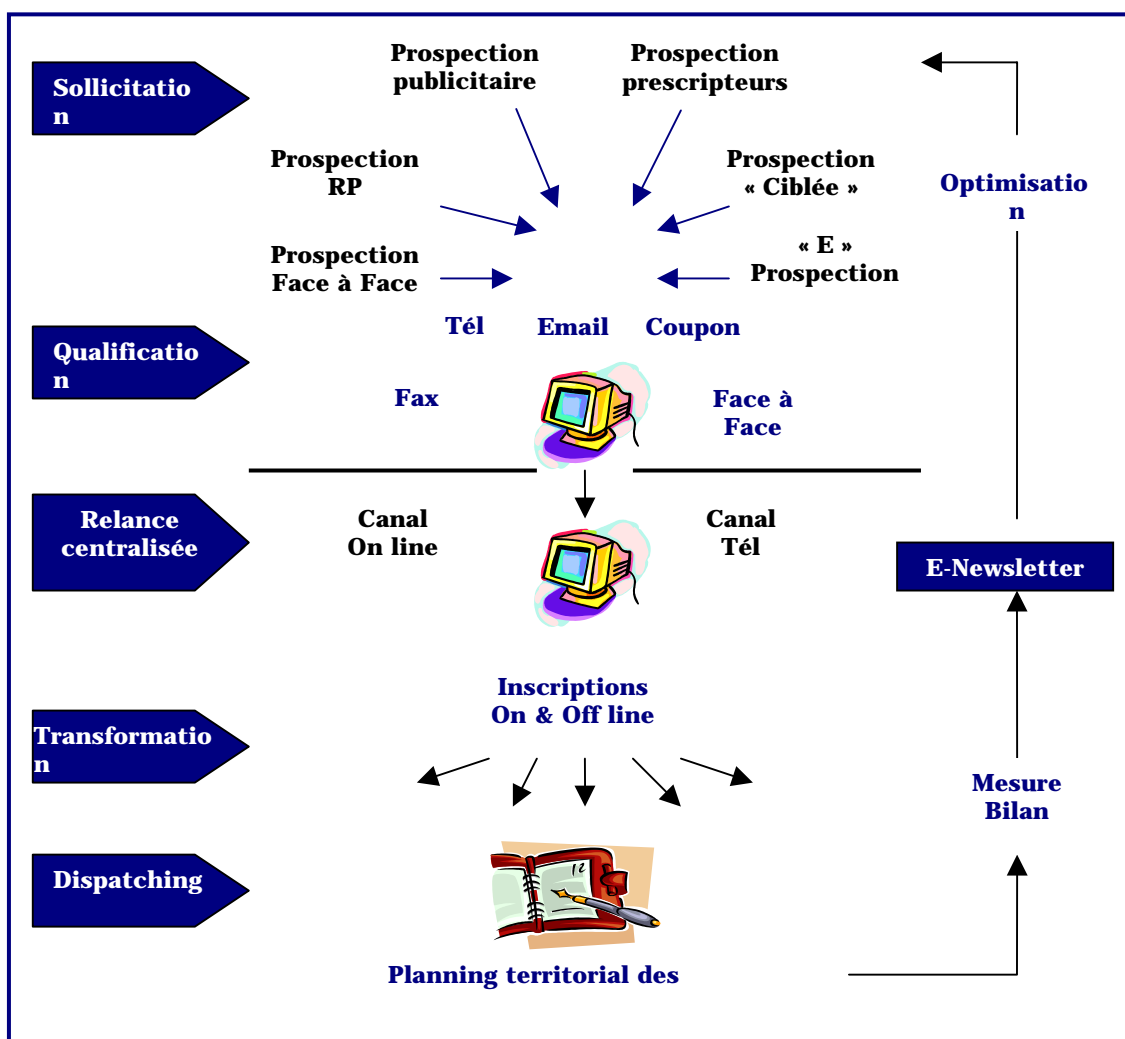 Prospection
publicitaire
Prospection
prescripteurs
Sollicitatio
n
Prospection
RP
Prospection
« Ciblée »
Optimisatio
n
Prospection
Face à Face
« E »
Prospection
Tél
Email
Coupon
Qualificatio
n
Fax
Face à
Face
Relance
centralisée
Canal
On line
Canal
Tél
E-Newsletter
Inscriptions
On & Off line
Transformatio
n
Mesure
Bilan
Dispatching
12
Planning territorial des